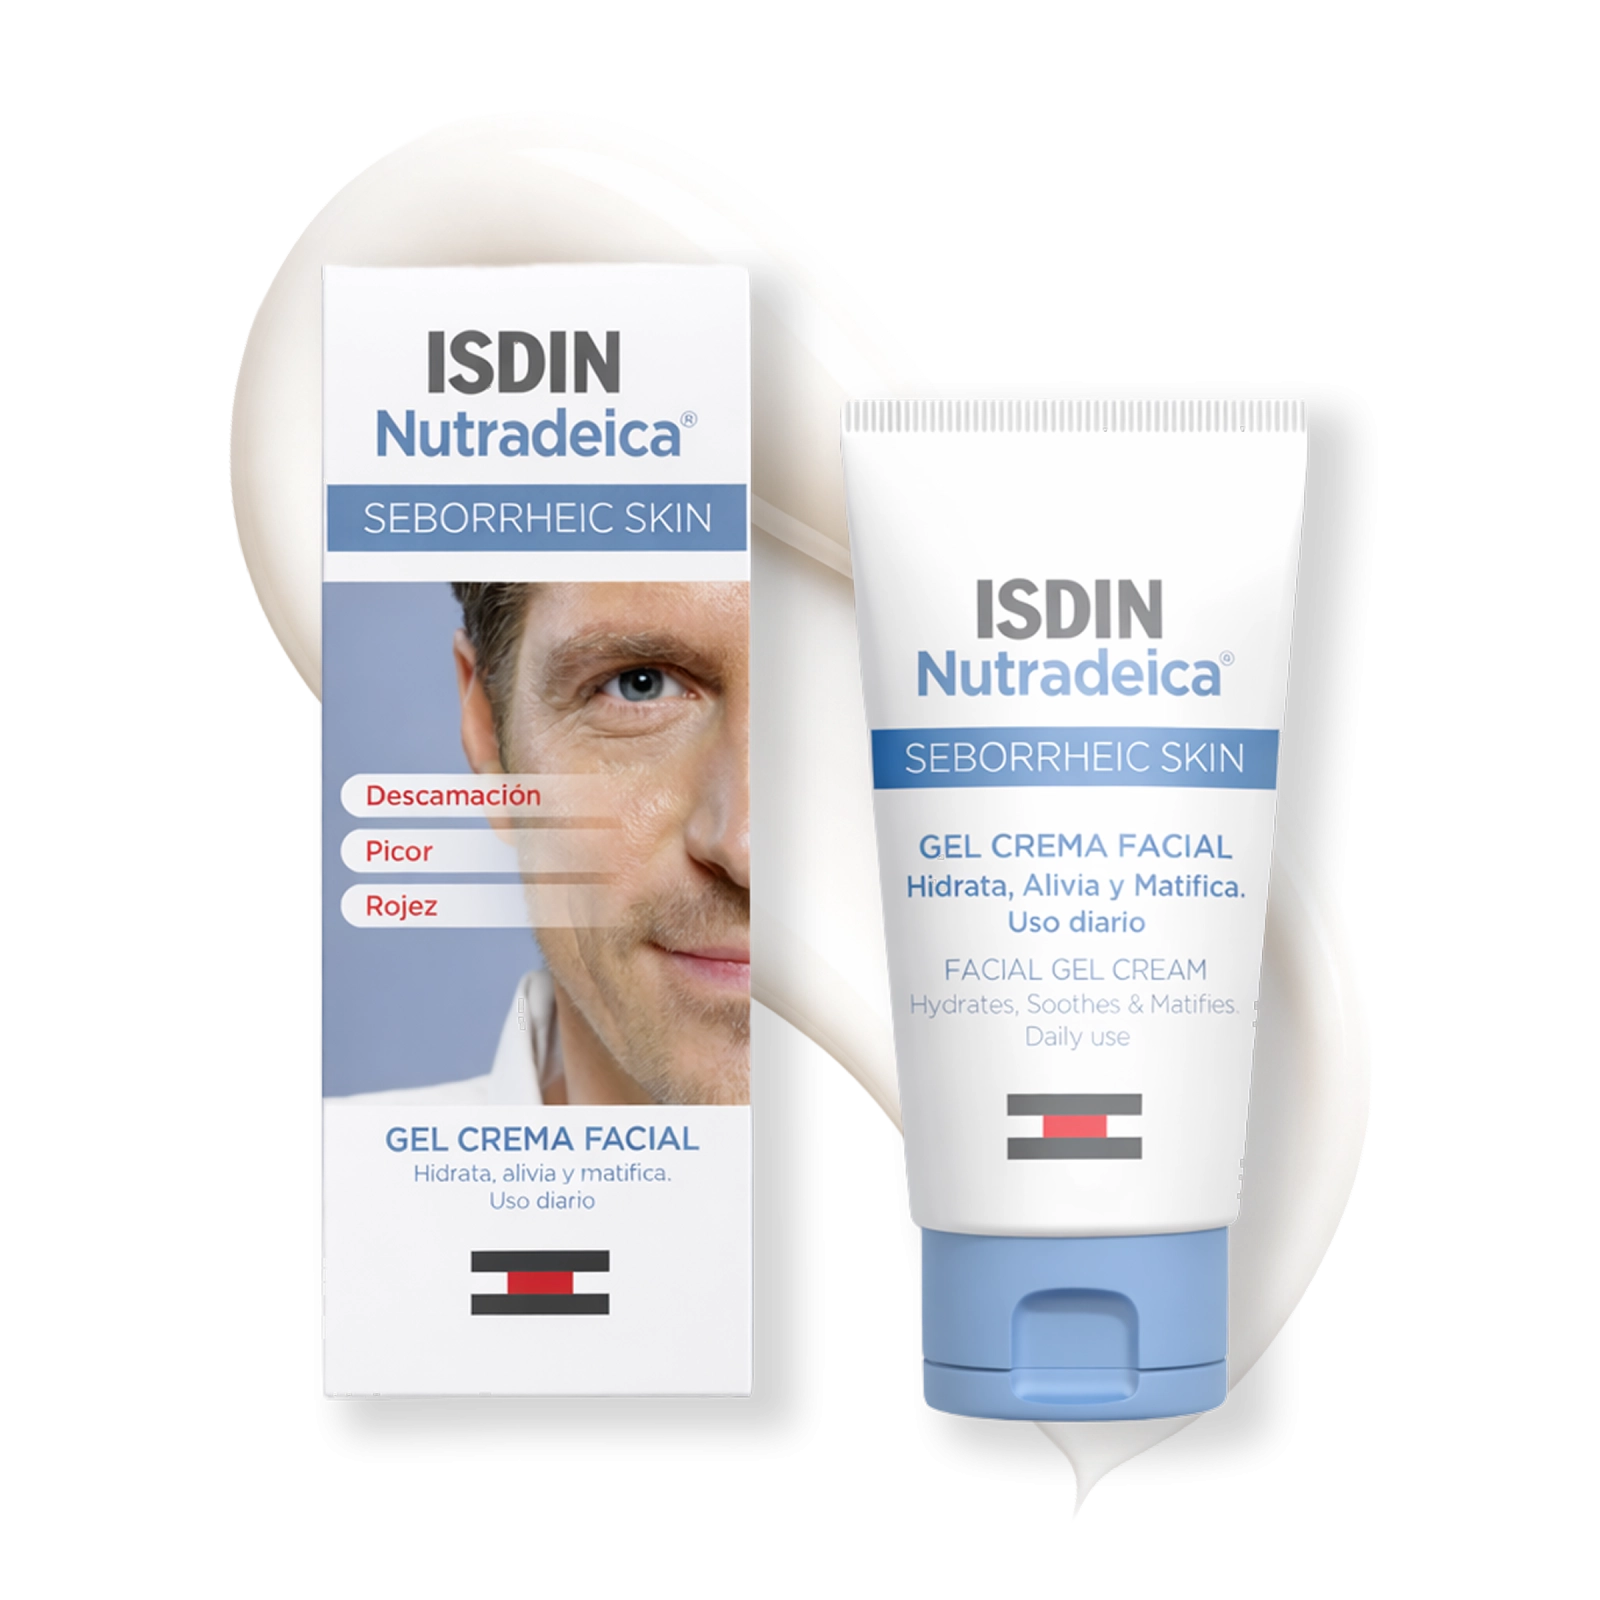 ISDIN
Nutradeica®
SEBORRHEIC SKIN
Descamación
Picor
Rojez
GEL CREMA FACIAL
Hidrata, alivia y matifica.
Uso diario
ISDIN
Nutradeica®
SEBORRHEIC SKIN
GEL CREMA FACIAL
Hidrata, Alivia y Matifica.
Uso diario
FACIAL GEL CREAM
Hydrates, Soothes & Matifies.
Daily use